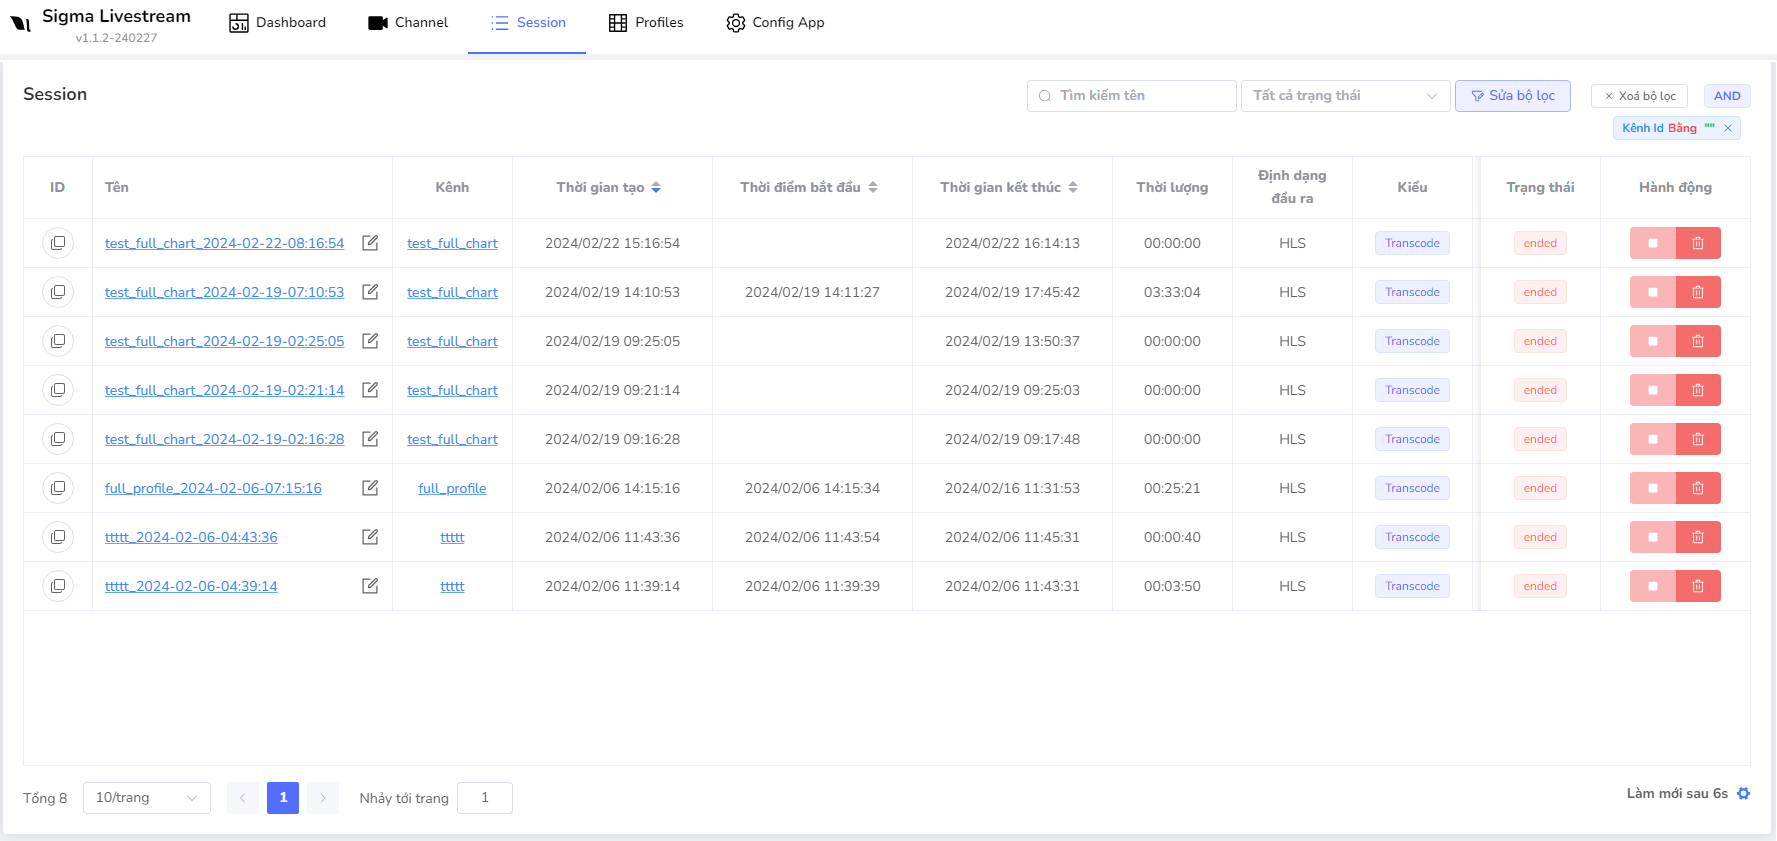 Sigma Livestream
v1.1.2-240227
Dashboard
Channel
Session
Profiles
Config App
Session
Tìm kiếm tên
Tất cả trạng thái
Sửa bộ lọc
Xoá bộ lọc
AND
Kênh Id Bằng ""
ID Tên Kênh Thời gian tạo Thời điểm bắt đầu Thời gian kết thúc Thời lượng Định dạng đầu ra Kiểu Trạng thái Hành động
test_full_chart_2024-02-22-08:16:54 test_full_chart 2024/02/22 15:16:54 2024/02/22 16:14:13 00:00:00 HLS Transcode ended
test_full_chart_2024-02-19-07:10:53 test_full_chart 2024/02/19 14:10:53 2024/02/19 14:11:27 2024/02/19 17:45:42 03:33:04 HLS Transcode ended
test_full_chart_2024-02-19-02:25:05 test_full_chart 2024/02/19 09:25:05 2024/02/19 13:50:37 00:00:00 HLS Transcode ended
test_full_chart_2024-02-19-02:21:14 test_full_chart 2024/02/19 09:21:14 2024/02/19 09:25:03 00:00:00 HLS Transcode ended
test_full_chart_2024-02-19-02:16:28 test_full_chart 2024/02/19 09:16:28 2024/02/19 09:17:48 00:00:00 HLS Transcode ended
full_profile_2024-02-06-07:15:16 full_profile 2024/02/06 14:15:16 2024/02/06 14:15:34 2024/02/16 11:31:53 00:25:21 HLS Transcode ended
ttttt_2024-02-06-04:43:36 ttttt 2024/02/06 11:43:36 2024/02/06 11:43:54 2024/02/06 11:45:31 00:00:40 HLS Transcode ended
ttttt_2024-02-06-04:39:14 ttttt 2024/02/06 11:39:14 2024/02/06 11:39:39 2024/02/06 11:43:31 00:03:50 HLS Transcode ended
Tổng 8 10/trang 1 Nhảy tới trang 1
Làm mới sau 6s